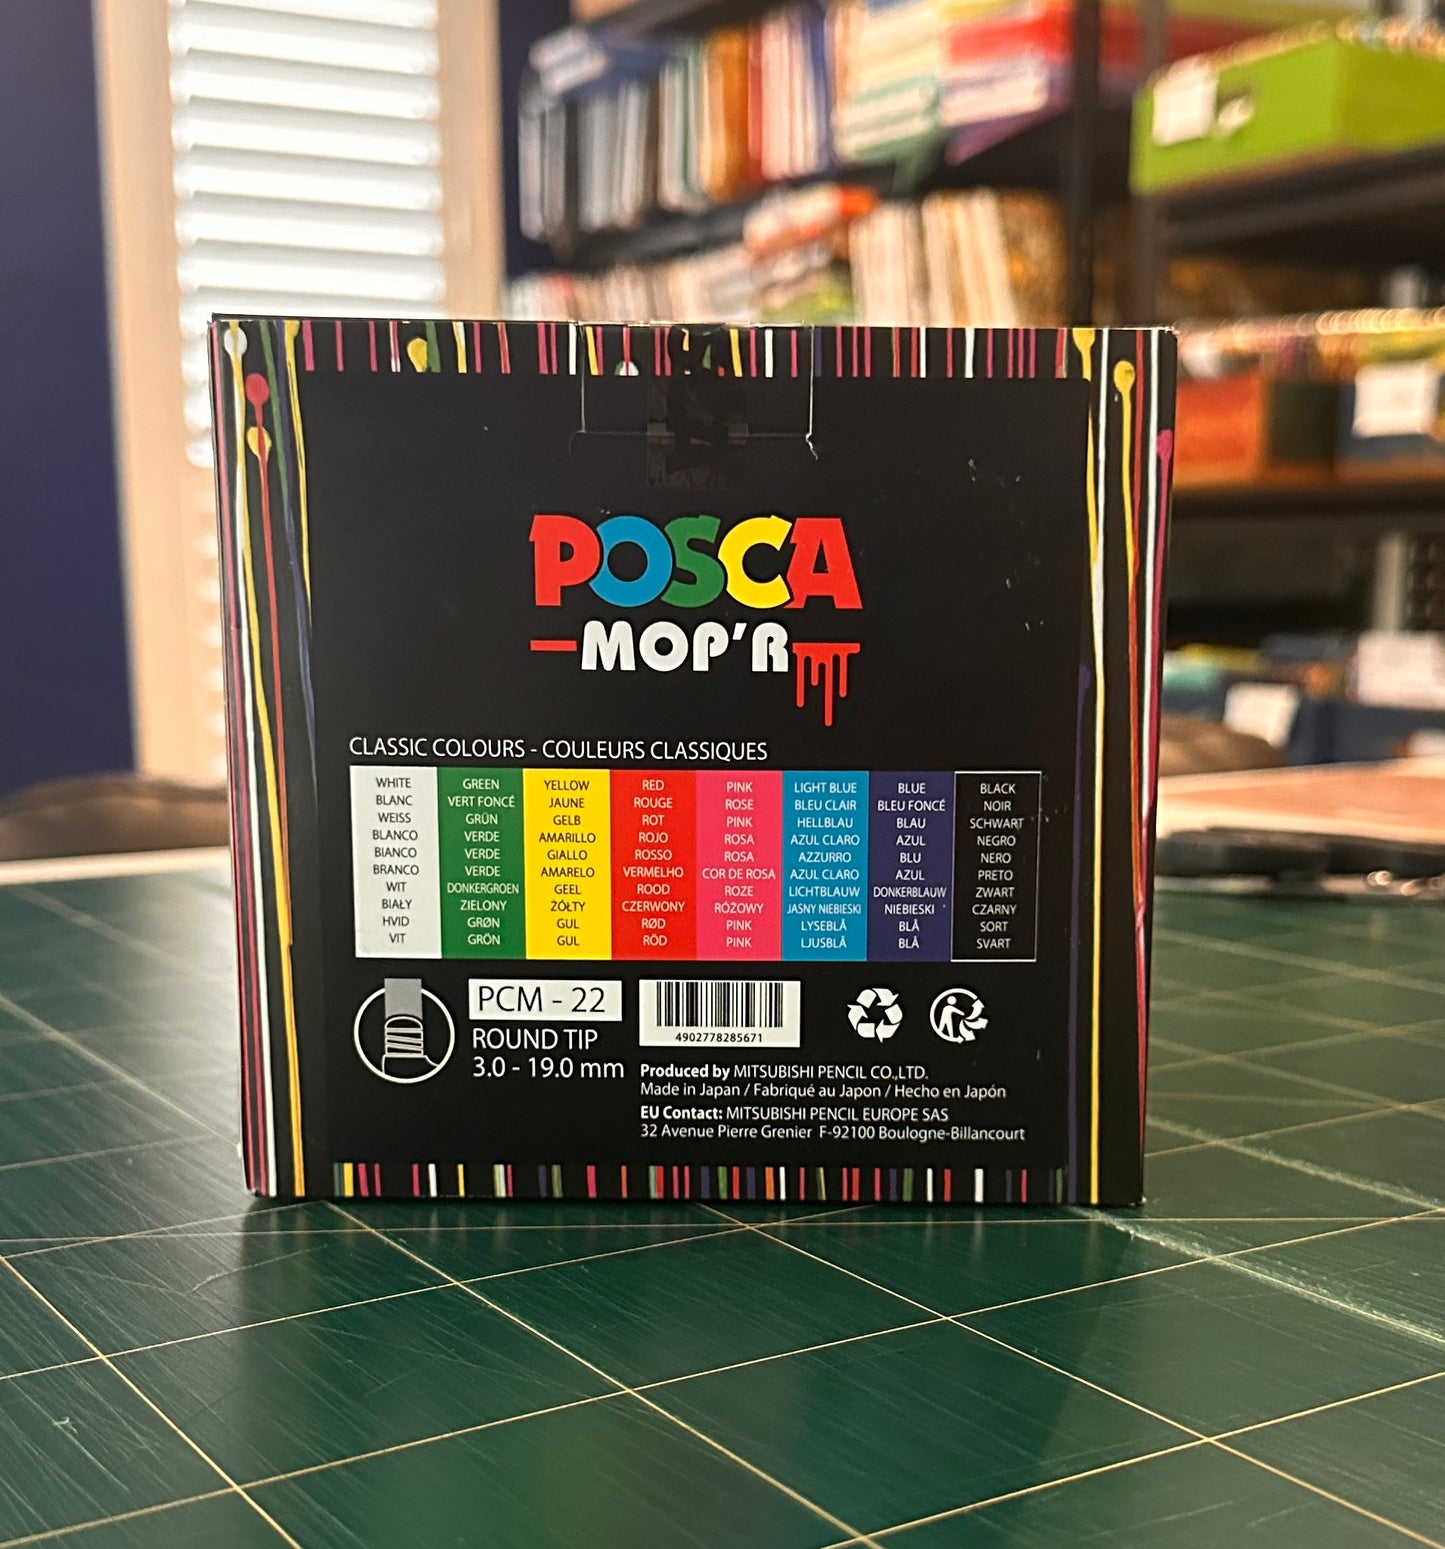 POSCA
MOP'R
CLASSIC COLOURS - COULEURS CLASSIQUES
WHITE GREEN YELLOW RED PINK LIGHT BLUE BLUE BLACK
BLANC VERT FONCÉ JAUNE ROUGE ROSE BLEU CLAIR BLEU FONCÉ NOIR
WEISS GRÜN GELB ROT PINK HELLBLAU BLAU SCHWART
BLANCO VERDE AMARILLO ROJO ROSA AZUL CLARO AZUL NEGRO
BIANCO VERDE GIALLO ROSSO ROSA AZZURRO BLU NERO
BRANCO VERDE AMARELO VERMELHO COR DE ROSA AZUL CLARO AZUL PRETO
WIT DONKERGROEN GEEL ROOD ROZE LICHTBLAUW DONKERBLAUW ZWART
BIAŁY ZIELONY ŻÓŁTY CZERWONY RÓŻOWY JASNY NIEBIESKI NIEBIESKI CZARNY
HVID GRØN GUL RØD PINK LYSEBLÅ BLÅ SORT
VIT GRÖN GUL RÖD PINK LJUSBLÅ BLÅ SVART
PCM - 22
ROUND TIP
3.0 - 19.0 mm
4902778285671
Produced by MITSUBISHI PENCIL CO.,LTD.
Made in Japan / Fabriqué au Japon / Hecho en Japón
EU Contact: MITSUBISHI PENCIL EUROPE SAS
32 Avenue Pierre Grenier F-92100 Boulogne-Billancourt